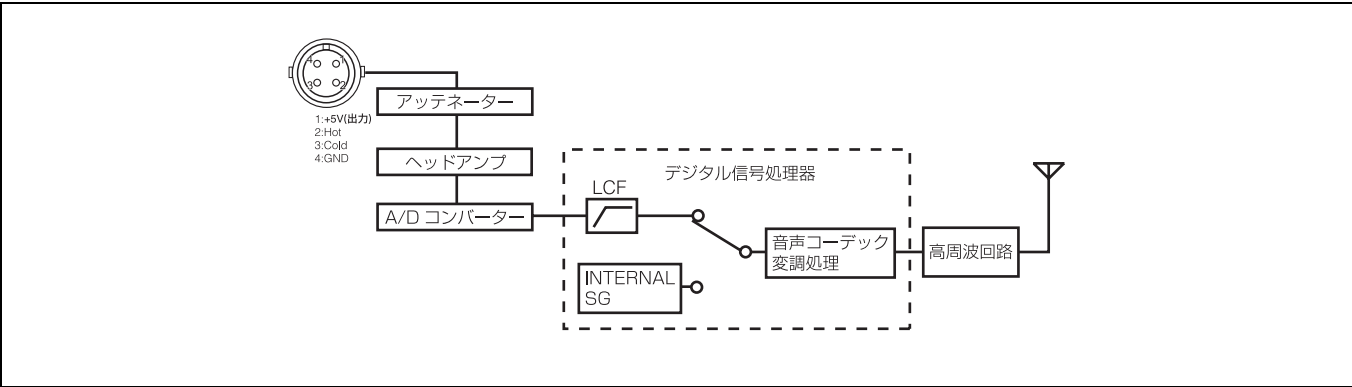 4
1
3
2
1:+5V(出力)
2:Hot
3:Cold
4:GND
アッテネーター
ヘッドアンプ
A/D コンバーター
デジタル信号処理器
LCF
INTERNAL
SG
音声コーデック
変調処理
高周波回路